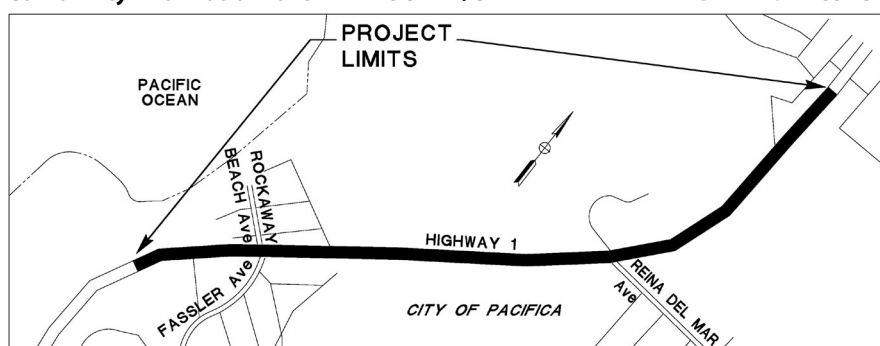 PROJECT
LIMITS
PACIFIC
OCEAN
ROCKAWAY
BEACH Ave
HIGHWAY 1
FASSLER Ave
CITY OF PACIFICA
REINA DEL MAR
Ave